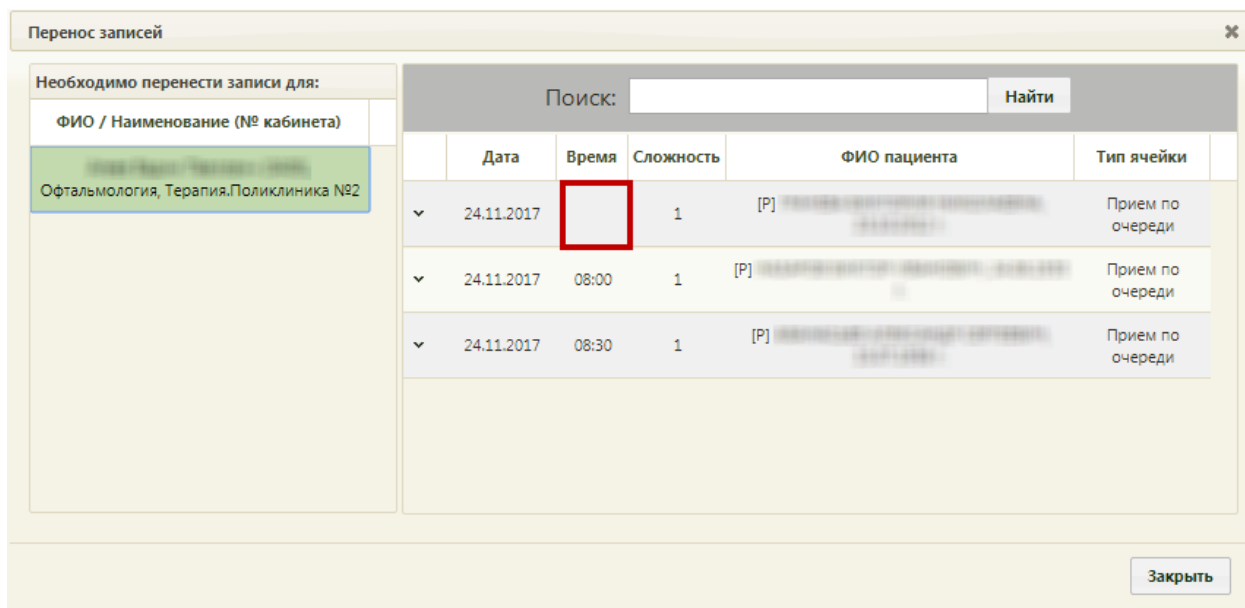 Перенос записей
Необходимо перенести записи для:
ФИО / Наименование (№ кабинета)
Офтальмология, Терапия.Поликлиника №2
Поиск:
Найти
Дата Время Сложность ФИО пациента Тип ячейки
24.11.2017 1 [Р] Прием по
очереди
24.11.2017 08:00 1 [Р] Прием по
очереди
24.11.2017 08:30 1 [Р] Прием по
очереди
Закрыть